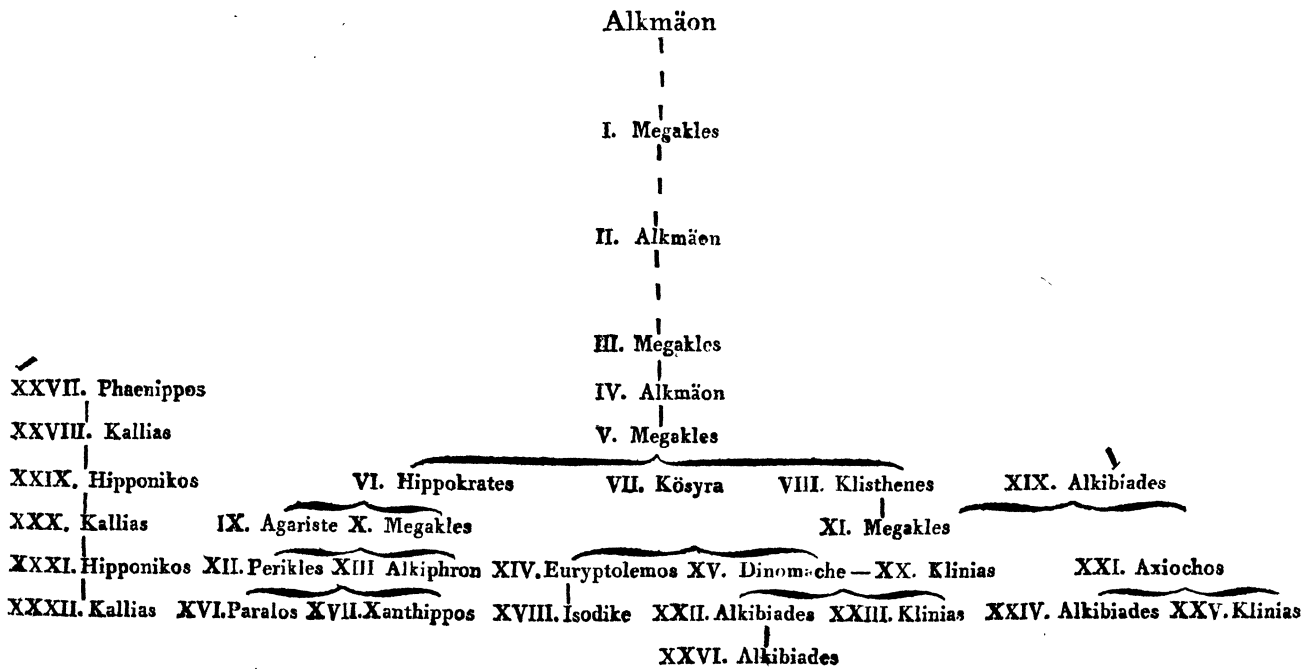 Alkmäon
I. Megakles
II. Alkmäon
III. Megakles
XXVII. Phaenippos IV. Alkmäon
XXVIII. Kallias V. Megakles
XXIX. Hipponikos VI. Hippokrates VII. Kösyra VIII. Klisthenes XIX. Alkibiades
XXX. Kallias IX. Agariste X. Megakles XI. Megakles
XXXI. Hipponikos XII. Perikles XIII Alkiphron XIV. Euryptolemos XV. Dinomache — XX. Klinias XXI. Axiochos
XXXII. Kallias XVI. Paralos XVII. Xanthippos XVIII. Isodike XXII. Alkibiades XXIII. Klinias XXIV. Alkibiades XXV. Klinias
XXVI. Alkibiades